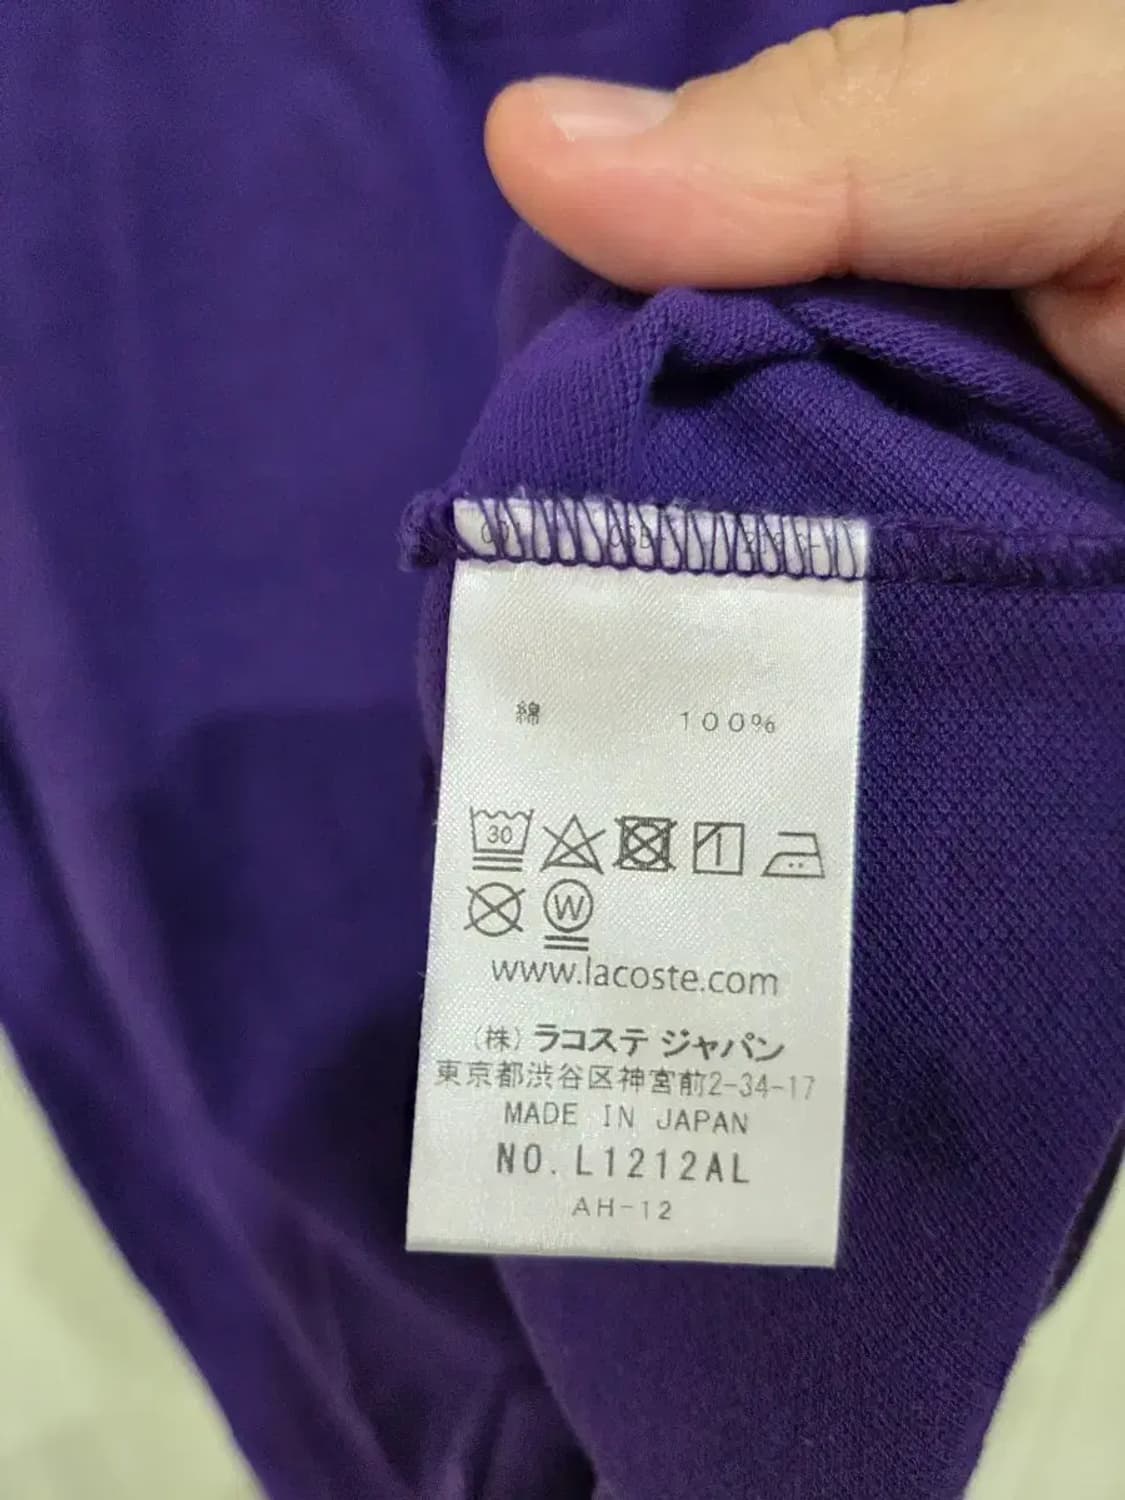 綿 100%
30
W
www.lacoste.com
(株) ラコステ ジャパン
東京都渋谷区神宮前2-34-17
MADE IN JAPAN
NO. L1212AL
AH-12